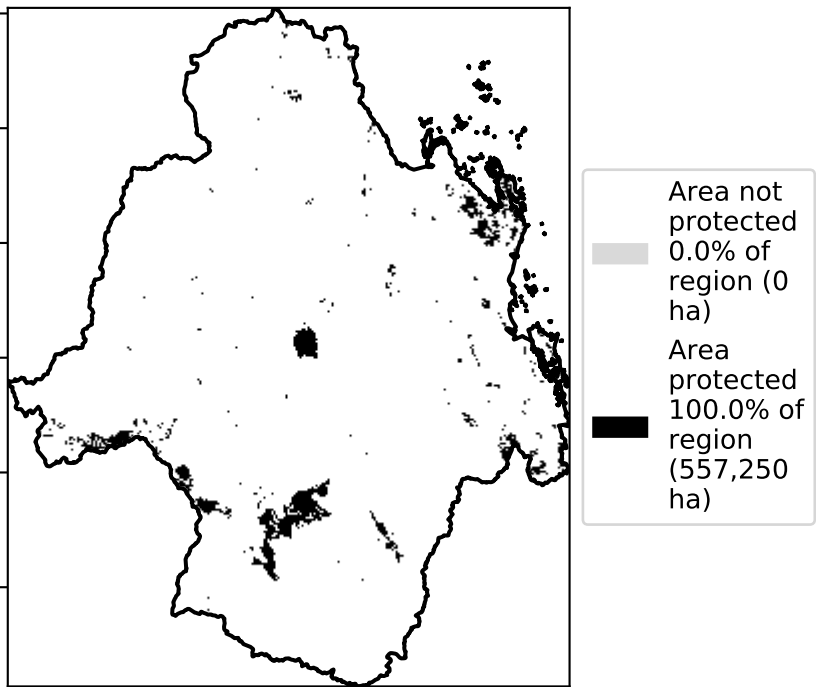 Area not
protected
0.0% of
region (0
ha)
Area
protected
100.0% of
region
(557,250
ha)